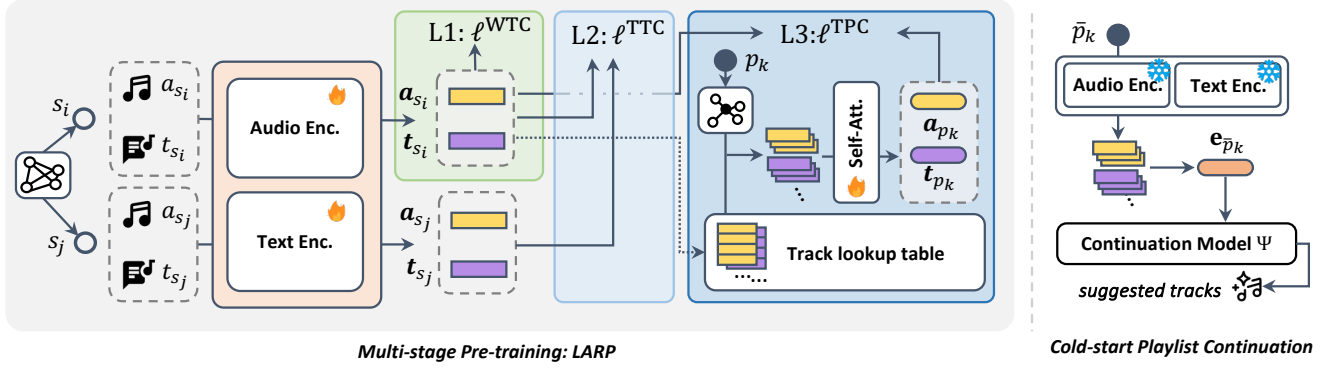 L1: ℓ^WTC
L2: ℓ^TTC
L3:ℓ^TPC
s_i
s_j
a_{s_i}
t_{s_i}
a_{s_j}
t_{s_j}
Audio Enc.
Text Enc.
a_{s_i}
t_{s_i}
a_{s_j}
t_{s_j}
p_k
Self-Att.
a_{p_k}
t_{p_k}
Track lookup table
Multi-stage Pre-training: LARP
p̄_k
Audio Enc.
Text Enc.
e_{p̄_k}
Continuation Model Ψ
suggested tracks
Cold-start Playlist Continuation